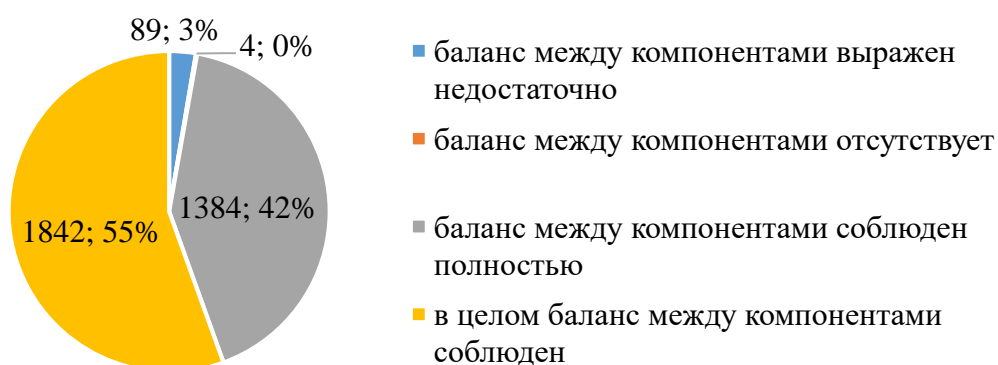 89; 3%
4; 0%
1384; 42%
1842; 55%
баланс между компонентами выражен
недостаточно
баланс между компонентами отсутствует
баланс между компонентами соблюден
полностью
в целом баланс между компонентами
соблюден